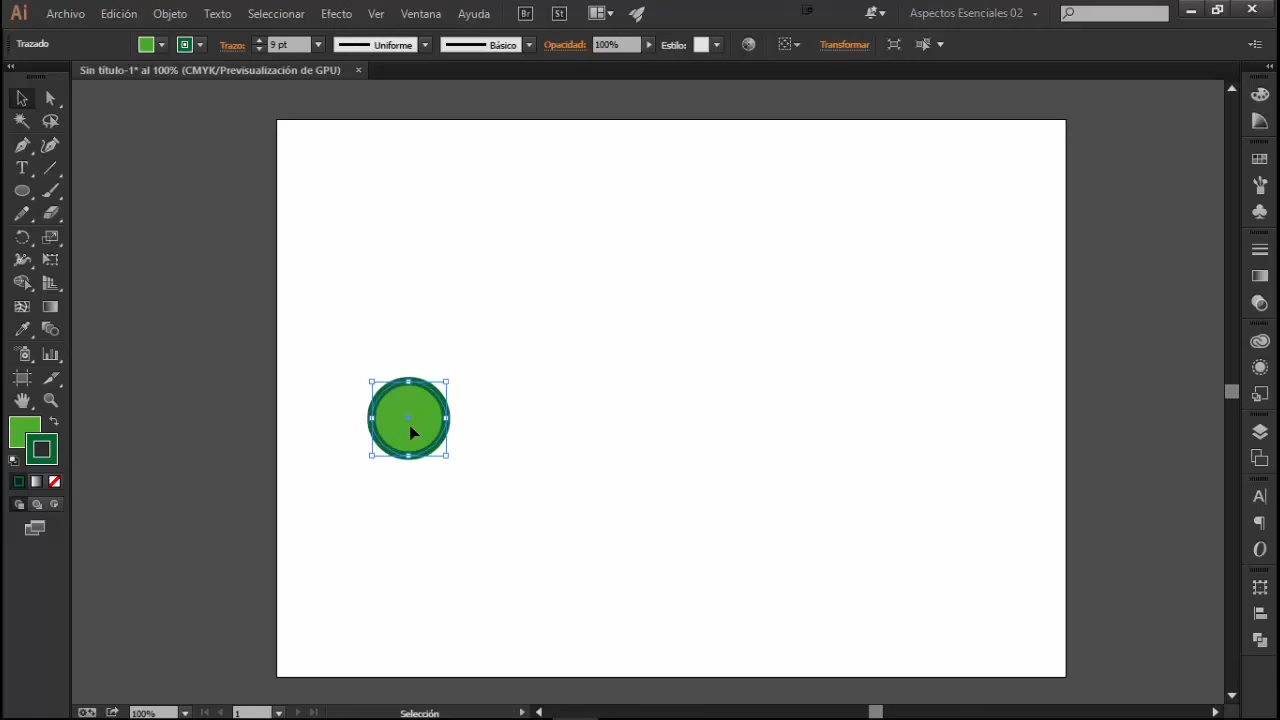 Ai Archivo Edición Objeto Texto Seleccionar Efecto Ver Ventana Ayuda Br St Aspectos Esenciales 02
Trazado Trazo: 9 pt Uniforme Básico Opacidad: 100% Estilo: Transformar
Sin título-1* al 100% (CMYK/Previsualización de GPU) ×
T
A
¶
O
100% 1 Selección